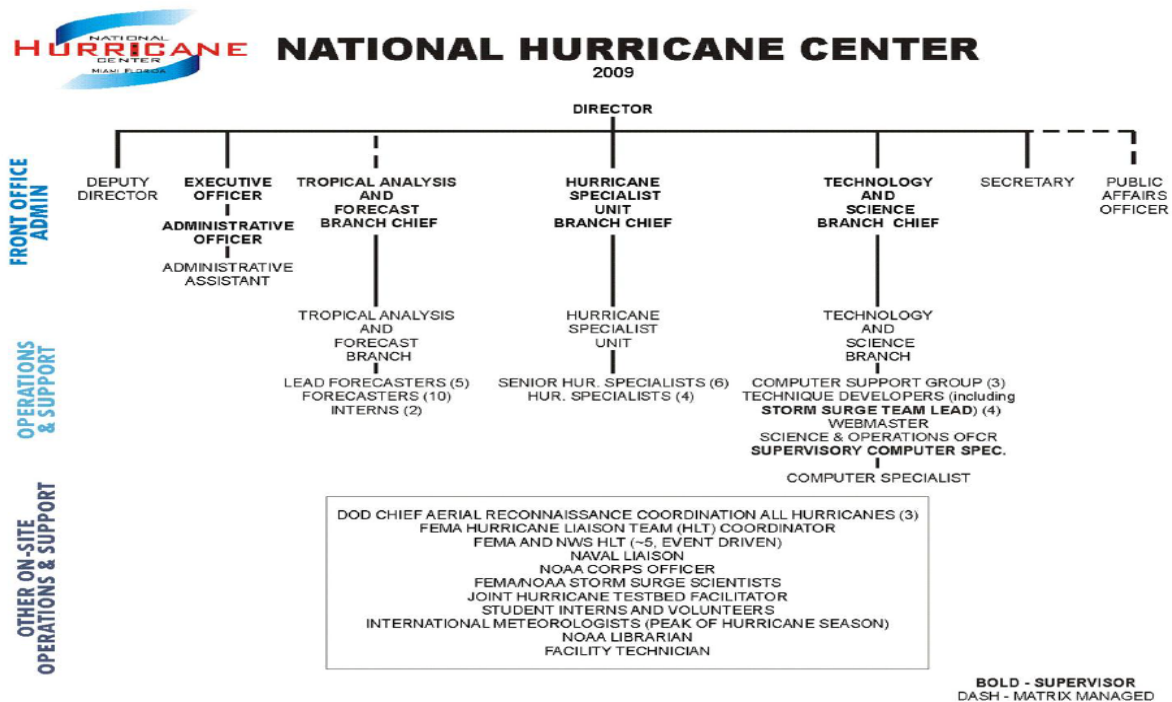 NATIONAL
HURRICANE
CENTER
MIAMI FLORIDA
NATIONAL HURRICANE CENTER
2009
DIRECTOR
FRONT OFFICE
ADMIN
DEPUTY
DIRECTOR
EXECUTIVE
OFFICER
ADMINISTRATIVE
OFFICER
ADMINISTRATIVE
ASSISTANT
TROPICAL ANALYSIS
AND
FORECAST
BRANCH CHIEF
HURRICANE
SPECIALIST
UNIT
BRANCH CHIEF
TECHNOLOGY
AND
SCIENCE
BRANCH CHIEF
SECRETARY
PUBLIC
AFFAIRS
OFFICER
OPERATIONS
& SUPPORT
TROPICAL ANALYSIS
AND
FORECAST
BRANCH
LEAD FORECASTERS (5)
FORECASTERS (10)
INTERNS (2)
HURRICANE
SPECIALIST
UNIT
SENIOR HUR. SPECIALISTS (6)
HUR. SPECIALISTS (4)
TECHNOLOGY
AND
SCIENCE
BRANCH
COMPUTER SUPPORT GROUP (3)
TECHNIQUE DEVELOPERS (including
STORM SURGE TEAM LEAD) (4)
WEBMASTER
SCIENCE & OPERATIONS OFCR
SUPERVISORY COMPUTER SPEC.
COMPUTER SPECIALIST
OTHER ON-SITE
OPERATIONS & SUPPORT
DOD CHIEF AERIAL RECONNAISSANCE COORDINATION ALL HURRICANES (3)
FEMA HURRICANE LIAISON TEAM (HLT) COORDINATOR
FEMA AND NWS HLT (~5, EVENT DRIVEN)
NAVAL LIAISON
NOAA CORPS OFFICER
FEMA/NOAA STORM SURGE SCIENTISTS
JOINT HURRICANE TESTBED FACILITATOR
STUDENT INTERNS AND VOLUNTEERS
INTERNATIONAL METEOROLOGISTS (PEAK OF HURRICANE SEASON)
NOAA LIBRARIAN
FACILITY TECHNICIAN
BOLD - SUPERVISOR
DASH - MATRIX MANAGED